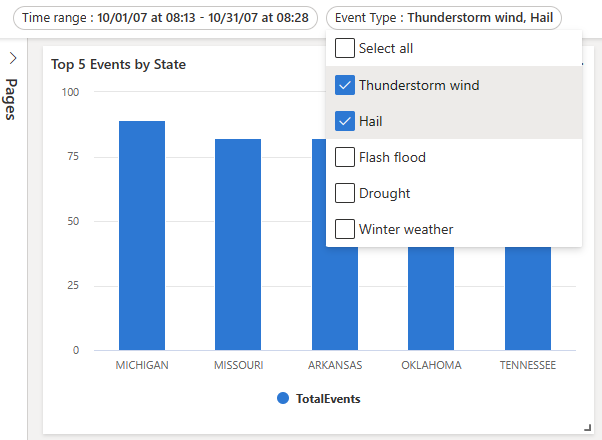 Time range : 10/01/07 at 08:13 - 10/31/07 at 08:28
Event Type : Thunderstorm wind, Hail
Pages
Top 5 Events by State
Select all
Thunderstorm wind
Hail
Flash flood
Drought
Winter weather
100
75
50
25
0
MICHIGAN
MISSOURI
ARKANSAS
OKLAHOMA
TENNESSEE
TotalEvents